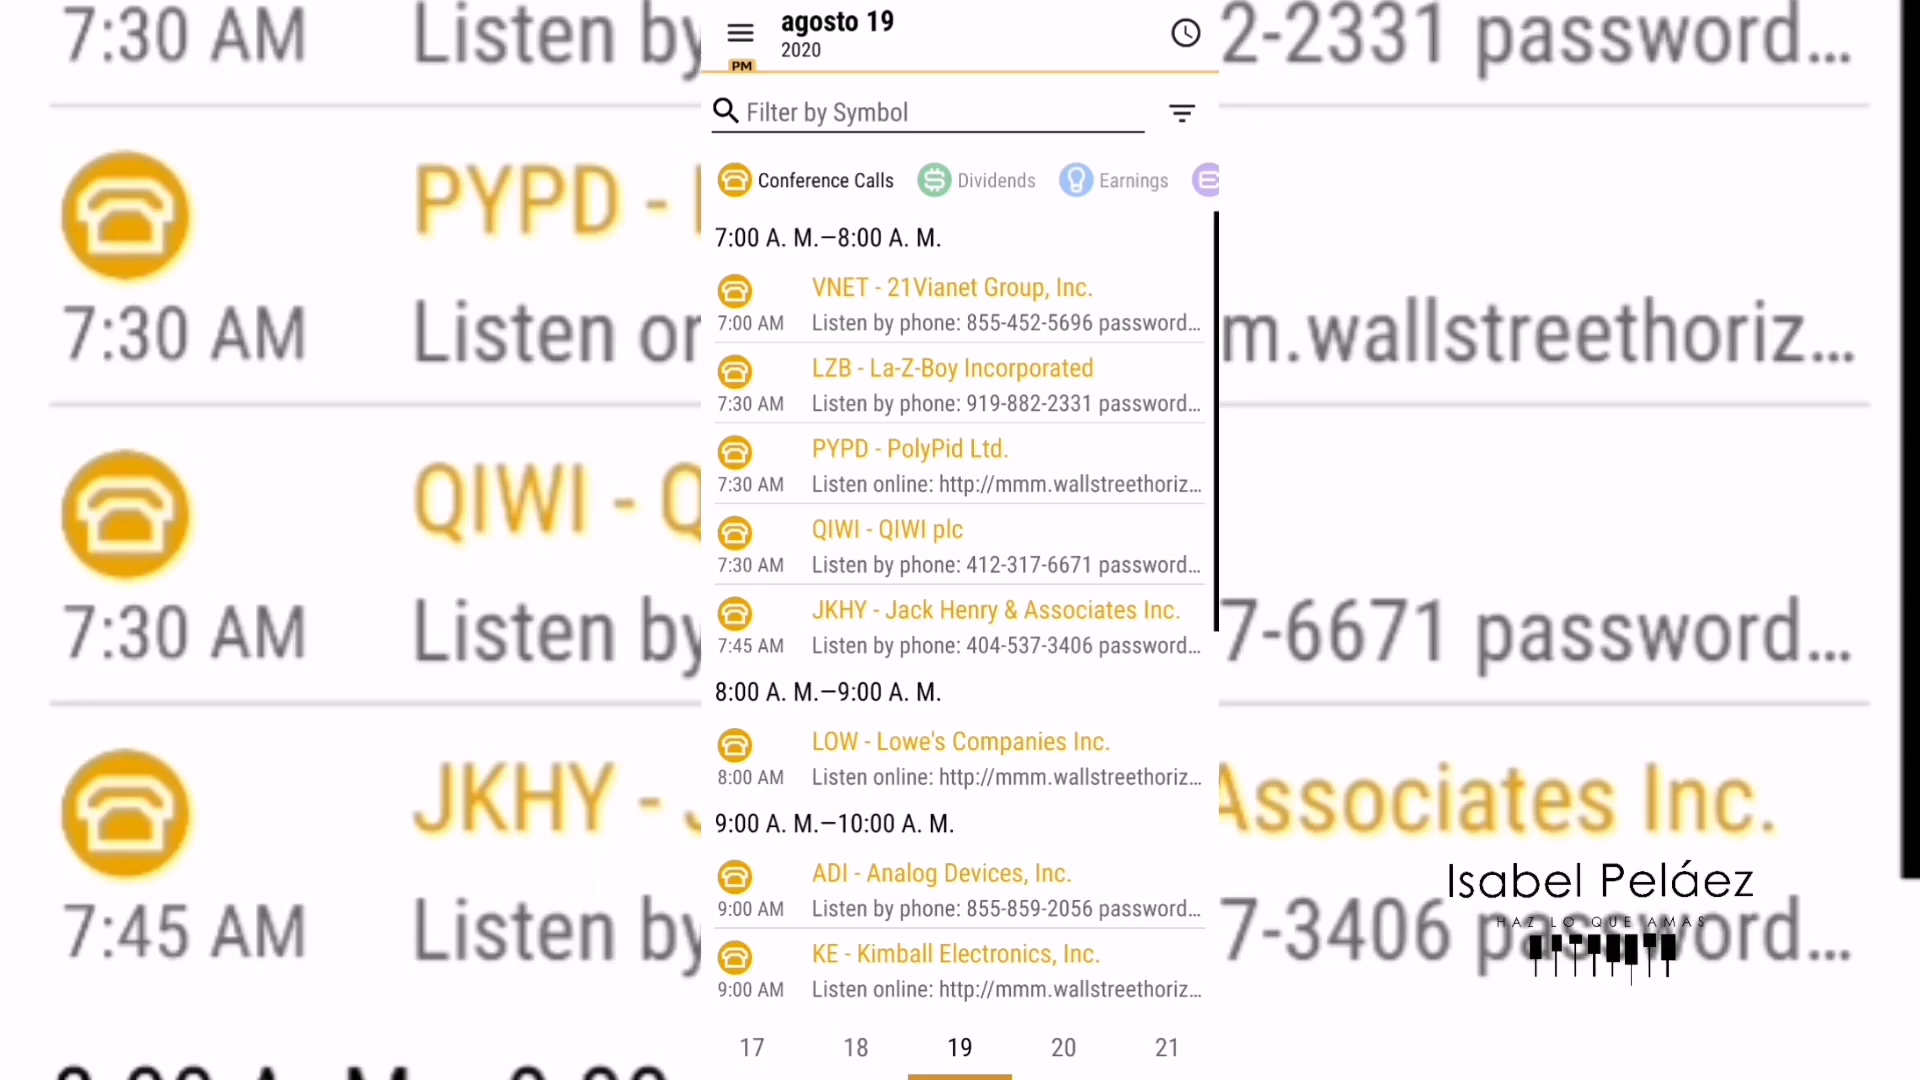 agosto 19
2020
PM
Filter by Symbol
Conference Calls
Dividends
Earnings
7:00 A. M.—8:00 A. M.
VNET - 21Vianet Group, Inc.
7:00 AM Listen by phone: 855-452-5696 password...
LZB - La-Z-Boy Incorporated
7:30 AM Listen by phone: 919-882-2331 password...
PYPD - PolyPid Ltd.
7:30 AM Listen online: http://mmm.wallstreethoriz...
QIWI - QIWI plc
7:30 AM Listen by phone: 412-317-6671 password...
JKHY - Jack Henry & Associates Inc.
7:45 AM Listen by phone: 404-537-3406 password...
8:00 A. M.—9:00 A. M.
LOW - Lowe's Companies Inc.
8:00 AM Listen online: http://mmm.wallstreethoriz...
9:00 A. M.—10:00 A. M.
ADI - Analog Devices, Inc.
9:00 AM Listen by phone: 855-859-2056 password...
KE - Kimball Electronics, Inc.
9:00 AM Listen online: http://mmm.wallstreethoriz...
17 18 19 20 21
7:30 AM Listen by
2-2331 password...
PYPD -
7:30 AM Listen
m.wallstreethoriz...
QIWI -
7:30 AM Listen by
7-6671 password...
JKHY -
Associates Inc.
7:45 AM Listen by
7-3406 password...
Isabel Peláez
HAZ LO QUE AMAS